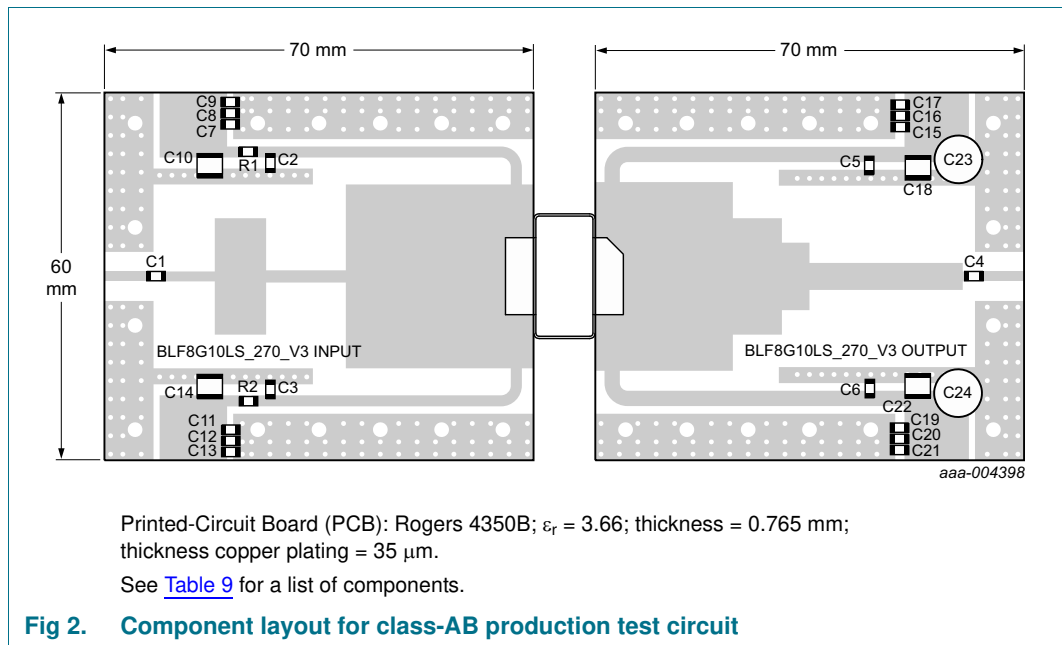 70 mm
70 mm
C9
C8
C7
C10
R1
C2
C17
C16
C15
C5
C23
C18
60
mm
C1
C4
BLF8G10LS_270_V3 INPUT
BLF8G10LS_270_V3 OUTPUT
C14
R2
C3
C6
C24
C22
C11
C12
C13
C19
C20
C21
aaa-004398
Printed-Circuit Board (PCB): Rogers 4350B; εr = 3.66; thickness = 0.765 mm;
thickness copper plating = 35 μm.
See Table 9 for a list of components.
Fig 2. Component layout for class-AB production test circuit